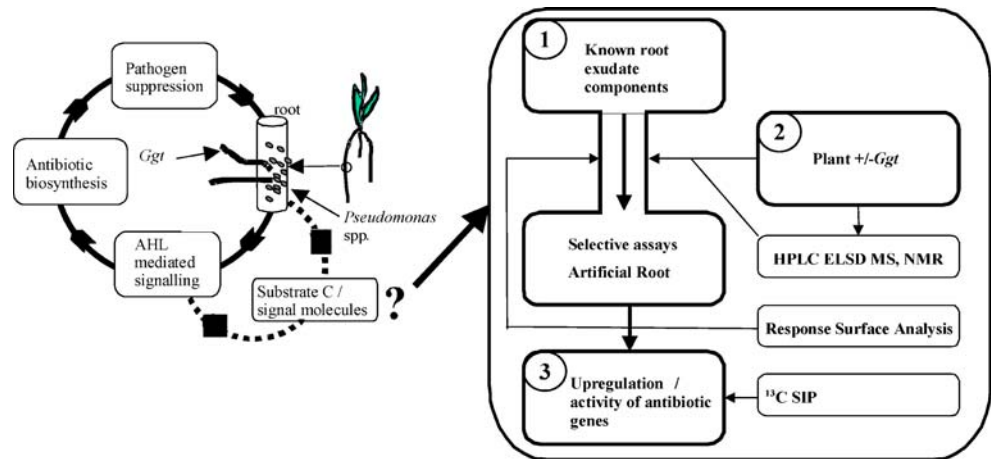 Pathogen
suppression
root
Ggt
Antibiotic
biosynthesis
Pseudomonas
spp.
AHL
mediated
signalling
Substrate C /
signal molecules
?
1
Known root
exudate
components
2
Plant +/-Ggt
Selective assays
Artificial Root
HPLC ELSD MS, NMR
Response Surface Analysis
3
Upregulation /
activity of antibiotic
genes
¹³C SIP